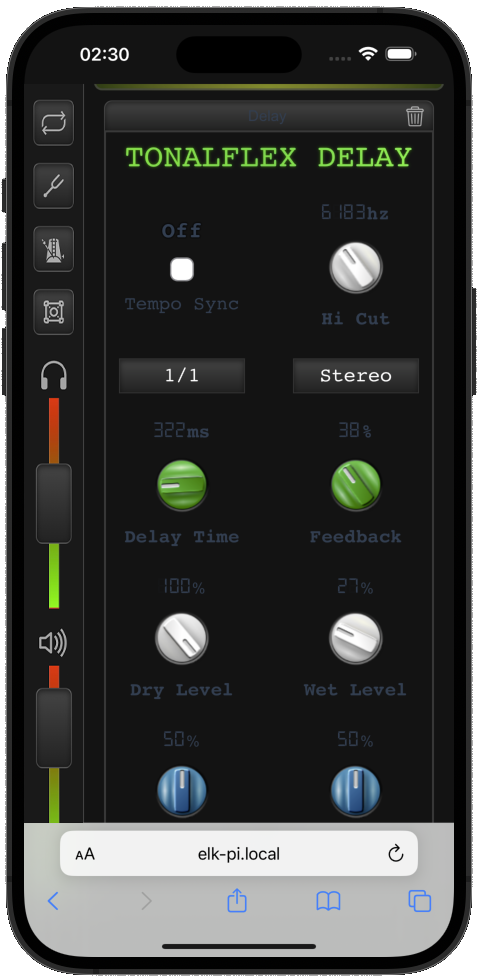 02:30
Delay
TONALFLEX DELAY
Off
6183hz
Tempo Sync
Hi Cut
1/1
Stereo
322ms
38%
Delay Time
Feedback
100%
27%
Dry Level
Wet Level
50%
50%
AA
elk-pi.local